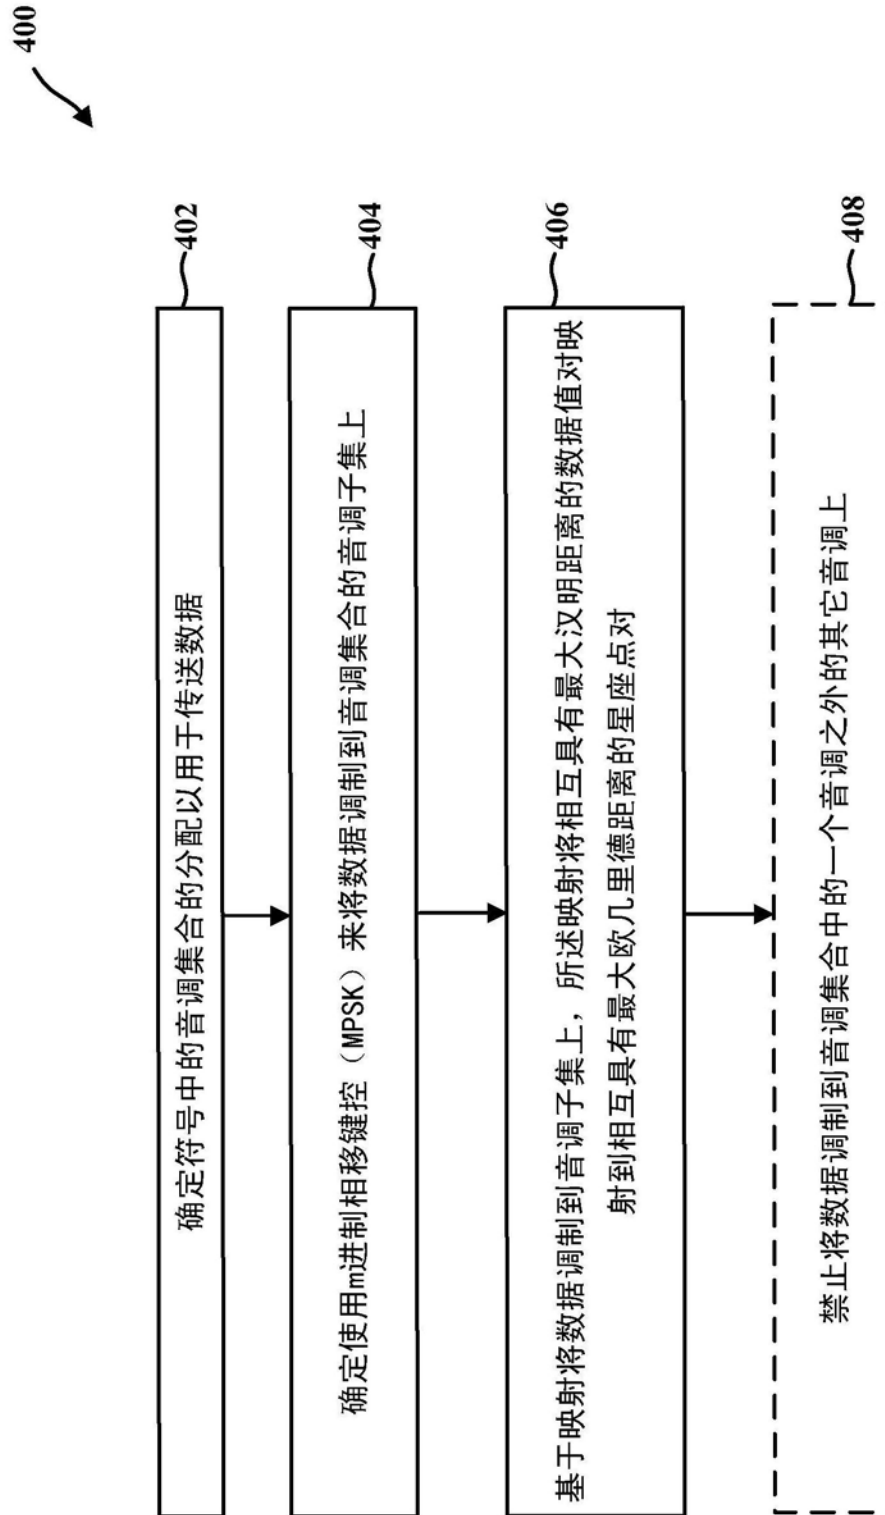 400
402
确定符号中的音调集合的分配以用于传送数据
404
确定使用m进制相移键控（MPSK）来将数据调制到音调集合的音调子集上
406
基于映射将数据调制到音调子集上，所述映射将相互具有最大汉明距离的数据值对映
射到相互具有最大欧几里德距离的星座点对
408
禁止将数据调制到音调集合中的一个音调之外的其它音调上